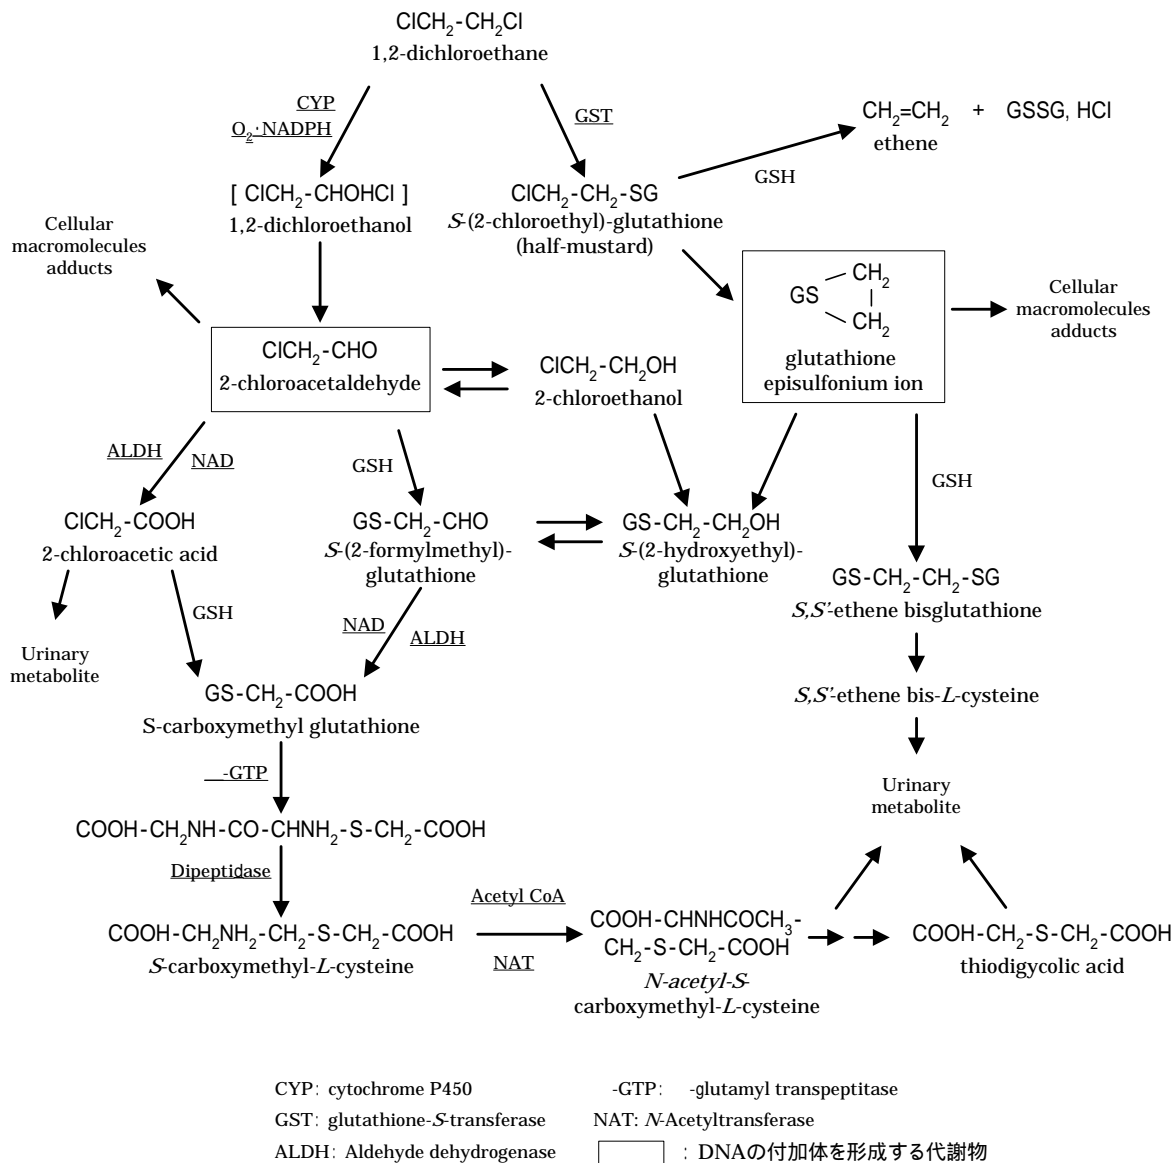 ClCH2-CH2Cl
1,2-dichloroethane
CYP
O2·NADPH
GST
CH2=CH2 + GSSG, HCl
ethene
GSH
[ ClCH2-CHOHCl ]
1,2-dichloroethanol
ClCH2-CH2-SG
S-(2-chloroethyl)-glutathione
(half-mustard)
Cellular
macromolecules
adducts
GS
CH2
CH2
glutathione
episulfonium ion
Cellular
macromolecules
adducts
ClCH2-CHO
2-chloroacetaldehyde
ClCH2-CH2OH
2-chloroethanol
ALDH
NAD
GSH
GSH
ClCH2-COOH
2-chloroacetic acid
GS-CH2-CHO
S-(2-formylmethyl)-
glutathione
GS-CH2-CH2OH
S-(2-hydroxyethyl)-
glutathione
GS-CH2-CH2-SG
S,S'-ethene bisglutathione
GSH
NAD
ALDH
Urinary
metabolite
GS-CH2-COOH
S-carboxymethyl glutathione
S,S'-ethene bis-L-cysteine
-GTP
Urinary
metabolite
COOH-CH2NH-CO-CHNH2-S-CH2-COOH
Dipeptidase
COOH-CH2NH2-CH2-S-CH2-COOH
S-carboxymethyl-L-cysteine
Acetyl CoA
NAT
COOH-CHNHCOCH3-
CH2-S-CH2-COOH
N-acetyl-S-
carboxymethyl-L-cysteine
COOH-CH2-S-CH2-COOH
thiodigycolic acid
CYP: cytochrome P450 -GTP: -glutamyl transpeptitase
GST: glutathione-S-transferase NAT: N-Acetyltransferase
ALDH: Aldehyde dehydrogenase : DNAの付加体を形成する代謝物